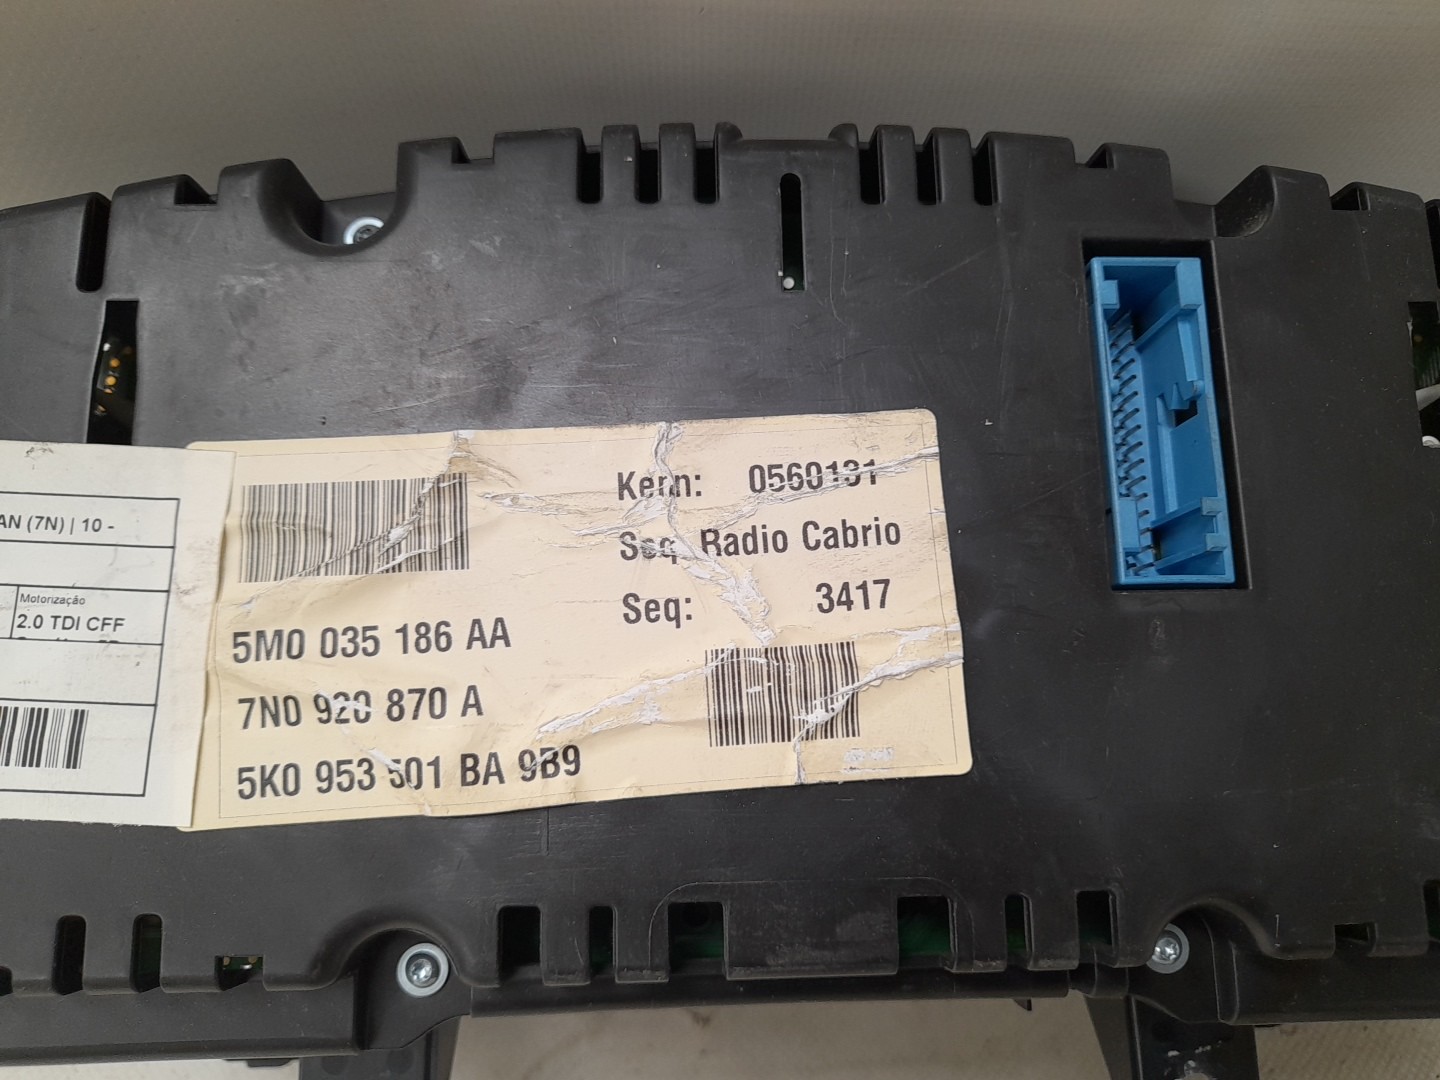 AN (7N) | 10 -
Motorização
2.0 TDI CFF
Kern: 0560131
Seq. Radio Cabrio
Seq: 3417
5M0 035 186 AA
7N0 920 870 A
5K0 953 501 BA 9B9